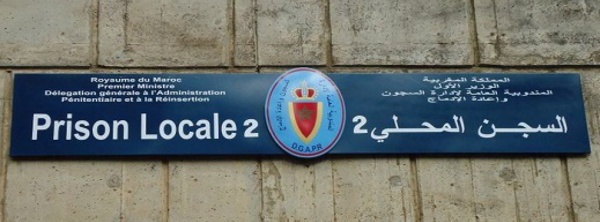 Royaume du Maroc
Premier Ministre
Délégation générale à l'Administration
Pénitentiaire et à la Réinsertion
Prison Locale 2
D.G.A.P.R
المملكة المغربية
الوزير الأول
المندوبية العامة لإدارة السجون
وإعادة الإدماج
السجن المحلي 2